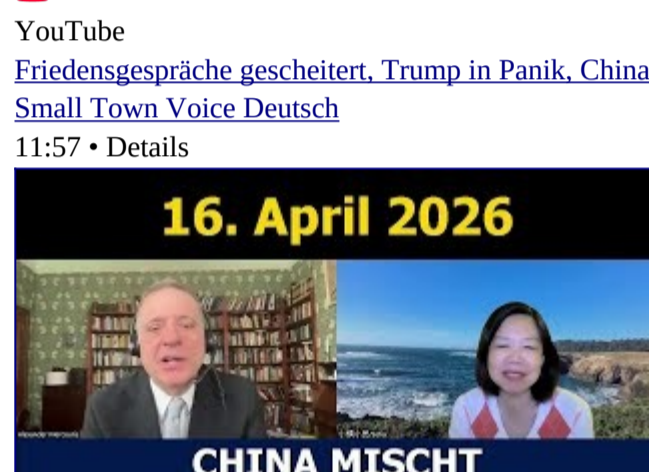 YouTube
Friedensgespräche gescheitert, Trump in Panik, China
Small Town Voice Deutsch
11:57 • Details
16. April 2026
CHINA MISCHT